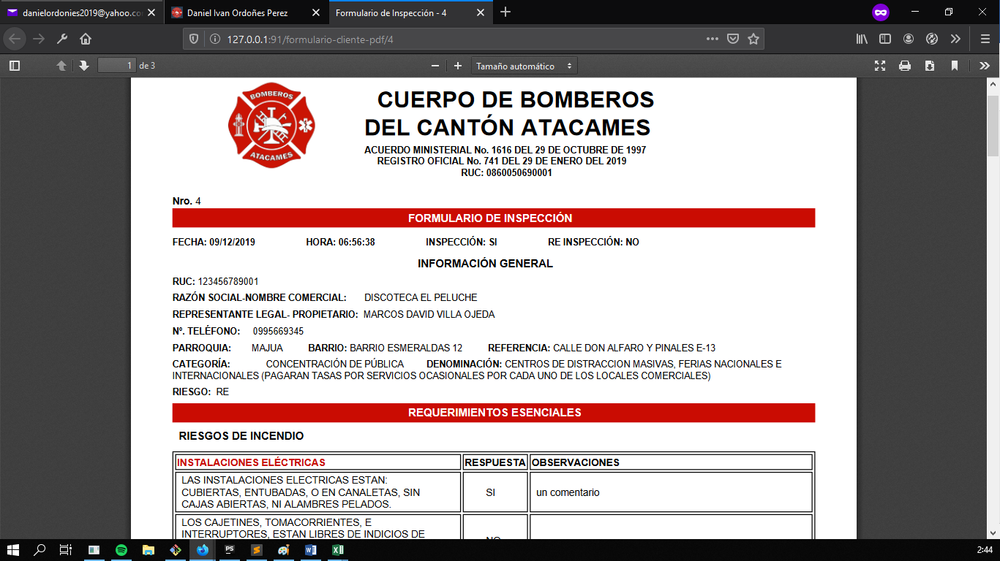 danielordonies2019@yahoo.co
Daniel Ivan Ordoñes Perez
Formulario de Inspección - 4
127.0.0.1:91/formulario-cliente-pdf/4
1 de 3
Tamaño automático
BOMBEROS
ATACAMES
CUERPO DE BOMBEROS
DEL CANTÓN ATACAMES
ACUERDO MINISTERIAL No. 1616 DEL 29 DE OCTUBRE DE 1997
REGISTRO OFICIAL No. 741 DEL 29 DE ENERO DEL 2019
RUC: 0860050690001
Nro. 4
FORMULARIO DE INSPECCIÓN
FECHA: 09/12/2019 HORA: 06:56:38 INSPECCIÓN: SI RE INSPECCIÓN: NO
INFORMACIÓN GENERAL
RUC: 123456789001
RAZÓN SOCIAL-NOMBRE COMERCIAL: DISCOTECA EL PELUCHE
REPRESENTANTE LEGAL- PROPIETARIO: MARCOS DAVID VILLA OJEDA
Nº. TELÉFONO: 0995669345
PARROQUIA: MAJUA BARRIO: BARRIO ESMERALDAS 12 REFERENCIA: CALLE DON ALFARO Y PINALES E-13
CATEGORÍA: CONCENTRACIÓN DE PÚBLICA DENOMINACIÓN: CENTROS DE DISTRACCION MASIVAS, FERIAS NACIONALES E
INTERNACIONALES (PAGARAN TASAS POR SERVICIOS OCASIONALES POR CADA UNO DE LOS LOCALES COMERCIALES)
RIESGO: RE
REQUERIMIENTOS ESENCIALES
RIESGOS DE INCENDIO
INSTALACIONES ELÉCTRICAS RESPUESTA OBSERVACIONES
LAS INSTALACIONES ELECTRICAS ESTAN:
CUBIERTAS, ENTUBADAS, O EN CANALETAS, SIN
CAJAS ABIERTAS, NI ALAMBRES PELADOS.
SI
un comentario
LOS CAJETINES, TOMACORRIENTES, E
INTERRUPTORES, ESTAN LIBRES DE INDICIOS DE
NO
PS
2:44